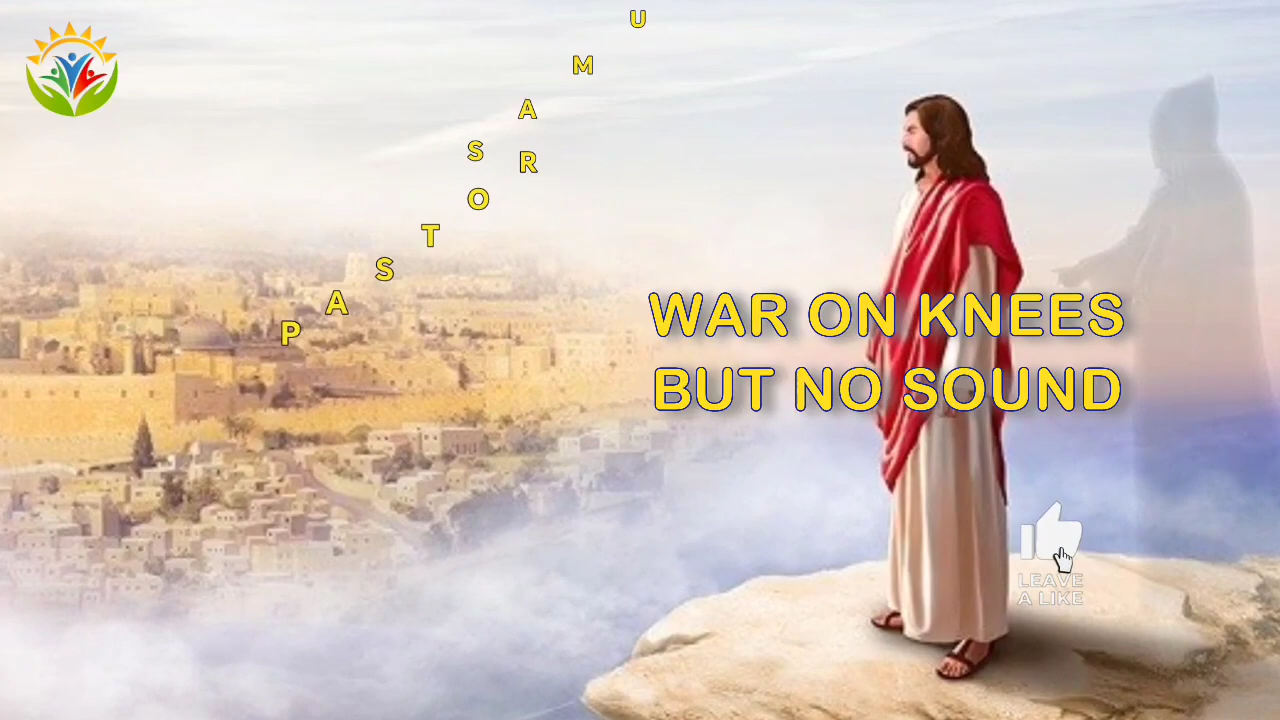 PASTOR
SAMU
WAR ON KNEES
BUT NO SOUND
LEAVE
A LIKE